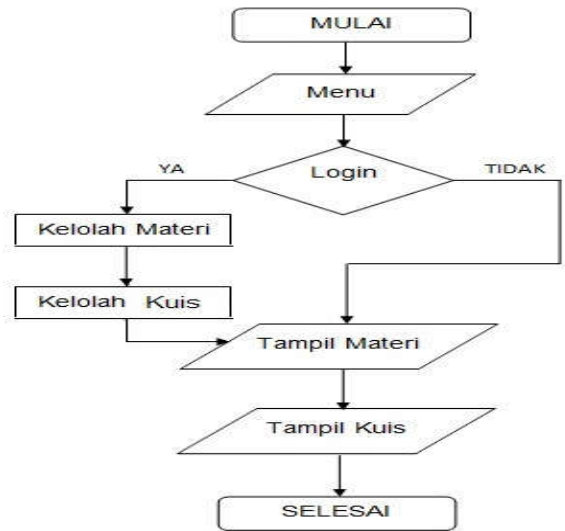 MULAI
Menu
Login
YA
TIDAK
Kelolah Materi
Kelolah Kuis
Tampil Materi
Tampil Kuis
SELESAI